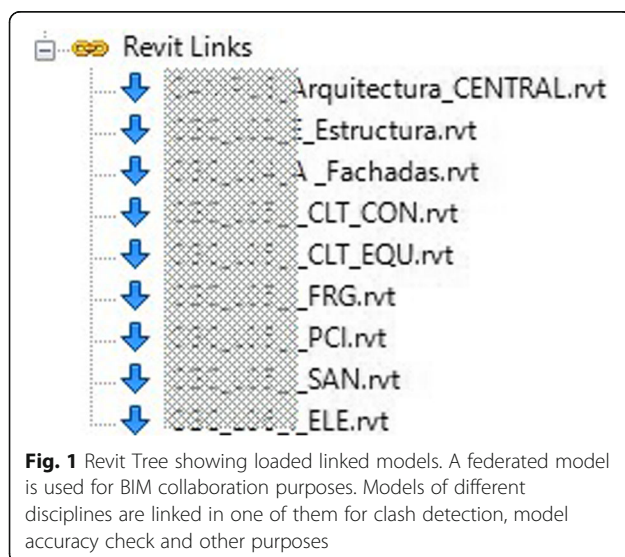 Revit Links
Arquitectura_CENTRAL.rvt
_Estructura.rvt
_Fachadas.rvt
_CLT_CON.rvt
_CLT_EQU.rvt
_FRG.rvt
_PCI.rvt
_SAN.rvt
_ELE.rvt
Fig. 1 Revit Tree showing loaded linked models. A federated model
is used for BIM collaboration purposes. Models of different
disciplines are linked in one of them for clash detection, model
accuracy check and other purposes